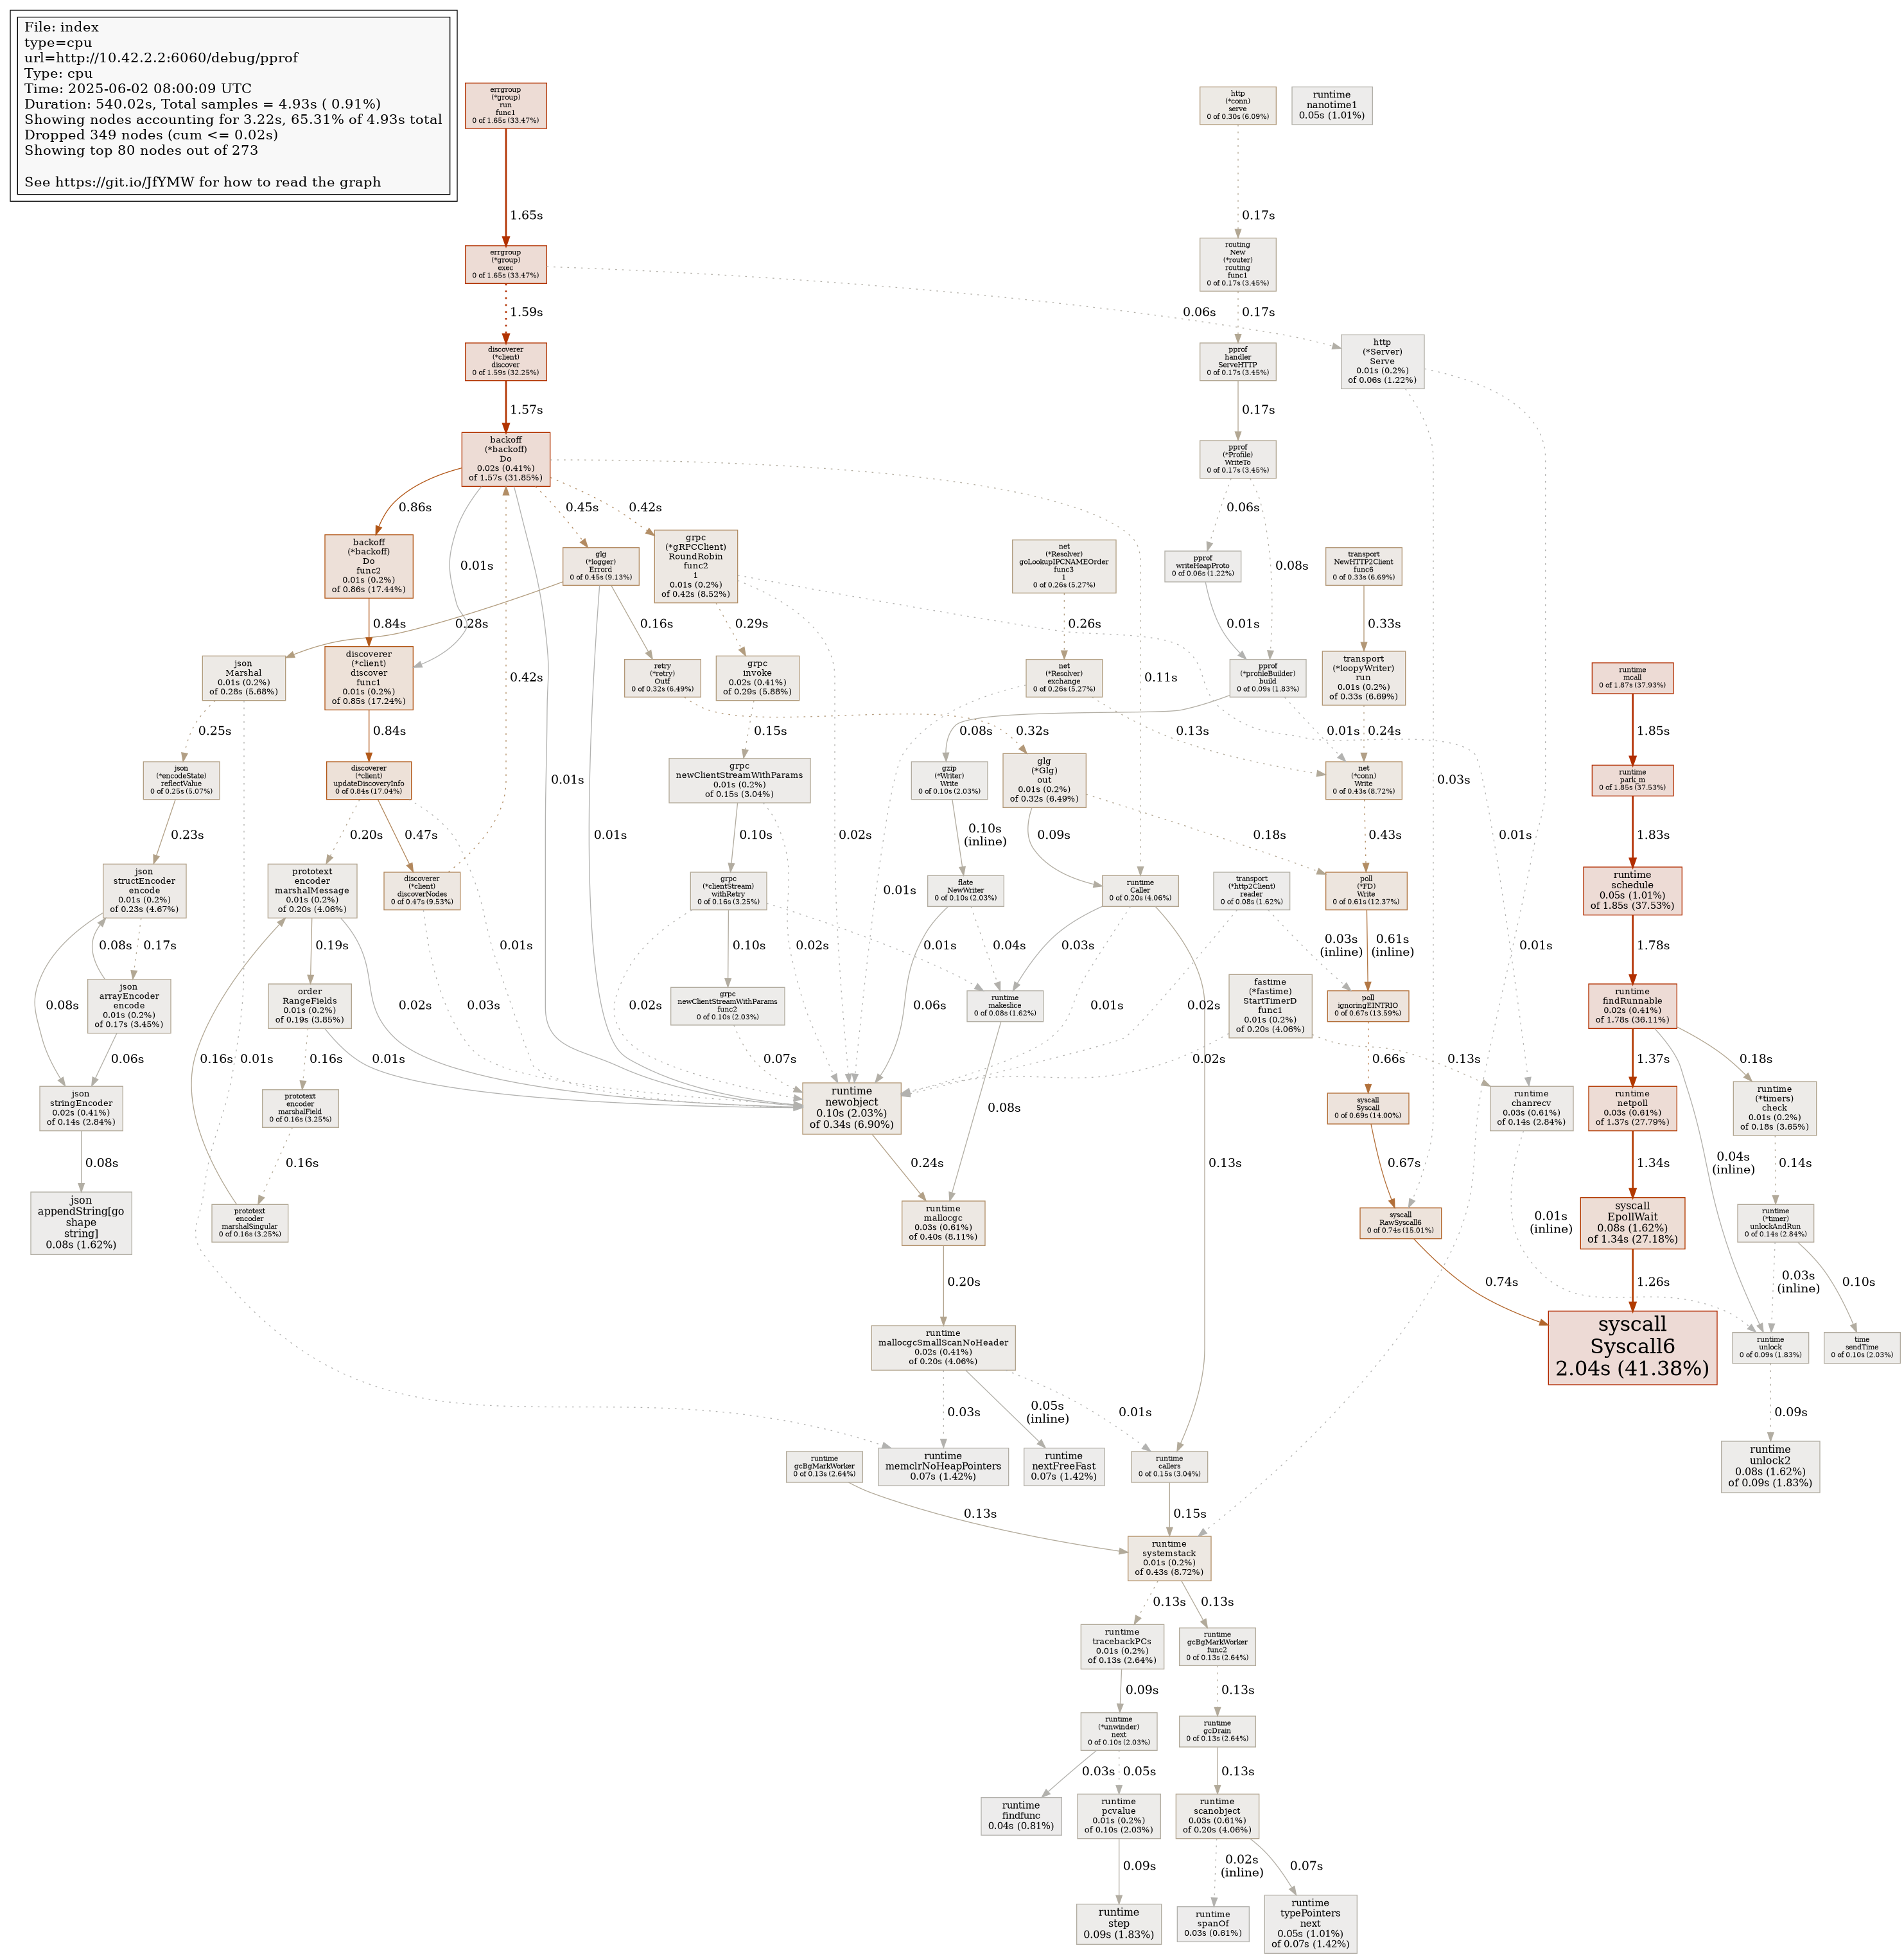 File: index
type=cpu
url=http://10.42.2.2:6060/debug/pprof
Type: cpu
Time: 2025-06-02 08:00:09 UTC
Duration: 540.02s, Total samples = 4.93s ( 0.91%)
Showing nodes accounting for 3.22s, 65.31% of 4.93s total
Dropped 349 nodes (cum <= 0.02s)
Showing top 80 nodes out of 273
See https://git.io/JfYMW for how to read the graph
errgroup
(*group)
run
func1
0 of 1.65s (33.47%)
http
(*conn)
serve
0 of 0.30s (6.09%)
runtime
nanotime1
0.05s (1.01%)
1.65s
0.17s
errgroup
(*group)
exec
0 of 1.65s (33.47%)
routing
New
(*router)
routing
func1
0 of 0.17s (3.45%)
1.59s
0.06s
0.17s
discoverer
(*client)
discover
0 of 1.59s (32.25%)
pprof
handler
ServeHTTP
0 of 0.17s (3.45%)
http
(*Server)
Serve
0.01s (0.2%)
of 0.06s (1.22%)
1.57s
0.17s
backoff
(*backoff)
Do
0.02s (0.41%)
of 1.57s (31.85%)
pprof
(*Profile)
WriteTo
0 of 0.17s (3.45%)
0.86s
0.45s
0.42s
0.06s
0.01s
0.08s
backoff
(*backoff)
Do
func2
0.01s (0.2%)
of 0.86s (17.44%)
glg
(*logger)
Errord
0 of 0.45s (9.13%)
grpc
(*gRPCClient)
RoundRobin
func2
1
0.01s (0.2%)
of 0.42s (8.52%)
net
(*Resolver)
goLookupIPCNAMEOrder
func3
1
0 of 0.26s (5.27%)
pprof
writeHeapProto
0 of 0.06s (1.22%)
transport
NewHTTP2Client
func6
0 of 0.33s (6.69%)
0.84s
0.28s
0.16s
0.29s
0.26s
0.01s
0.33s
json
Marshal
0.01s (0.2%)
of 0.28s (5.68%)
discoverer
(*client)
discover
func1
0.01s (0.2%)
of 0.85s (17.24%)
0.42s
retry
(*retry)
Outf
0 of 0.32s (6.49%)
grpc
invoke
0.02s (0.41%)
of 0.29s (5.88%)
net
(*Resolver)
exchange
0 of 0.26s (5.27%)
0.11s
pprof
(*profileBuilder)
build
0 of 0.09s (1.83%)
transport
(*loopyWriter)
run
0.01s (0.2%)
of 0.33s (6.69%)
runtime
mcall
0 of 1.87s (37.93%)
0.25s
0.84s
0.15s
0.32s
0.08s
0.13s
0.01s
0.24s
1.85s
json
(*encodeState)
reflectValue
0 of 0.25s (5.07%)
discoverer
(*client)
updateDiscoveryInfo
0 of 0.84s (17.04%)
0.01s
grpc
newClientStreamWithParams
0.01s (0.2%)
of 0.15s (3.04%)
gzip
(*Writer)
Write
0 of 0.10s (2.03%)
glg
(*Glg)
out
0.01s (0.2%)
of 0.32s (6.49%)
net
(*conn)
Write
0 of 0.43s (8.72%)
0.03s
runtime
park_m
0 of 1.85s (37.53%)
0.23s
0.20s
0.47s
0.01s
0.10s
0.02s
0.10s
(inline)
0.09s
0.18s
0.43s
0.01s
1.83s
json
structEncoder
encode
0.01s (0.2%)
of 0.23s (4.67%)
prototext
encoder
marshalMessage
0.01s (0.2%)
of 0.20s (4.06%)
discoverer
(*client)
discoverNodes
0 of 0.47s (9.53%)
grpc
(*clientStream)
withRetry
0 of 0.16s (3.25%)
flate
NewWriter
0 of 0.10s (2.03%)
0.01s
runtime
Caller
0 of 0.20s (4.06%)
transport
(*http2Client)
reader
0 of 0.08s (1.62%)
poll
(*FD)
Write
0 of 0.61s (12.37%)
runtime
schedule
0.05s (1.01%)
of 1.85s (37.53%)
0.08s
0.17s
0.19s
0.01s
0.10s
0.02s
0.01s
0.04s
0.03s
0.03s
(inline)
0.61s
(inline)
0.01s
1.78s
json
arrayEncoder
encode
0.01s (0.2%)
of 0.17s (3.45%)
order
RangeFields
0.01s (0.2%)
of 0.19s (3.85%)
0.02s
0.03s
0.02s
grpc
newClientStreamWithParams
func2
0 of 0.10s (2.03%)
0.06s
runtime
makeslice
0 of 0.08s (1.62%)
0.01s
0.02s
fastime
(*fastime)
StartTimerD
func1
0.01s (0.2%)
of 0.20s (4.06%)
poll
ignoringEINTRIO
0 of 0.67s (13.59%)
runtime
findRunnable
0.02s (0.41%)
of 1.78s (36.11%)
0.08s
0.06s
0.16s
0.01s
0.16s
0.01s
0.07s
0.02s
0.13s
0.66s
1.37s
0.18s
json
stringEncoder
0.02s (0.41%)
of 0.14s (2.84%)
prototext
encoder
marshalField
0 of 0.16s (3.25%)
runtime
newobject
0.10s (2.03%)
of 0.34s (6.90%)
0.08s
syscall
Syscall
0 of 0.69s (14.00%)
runtime
chanrecv
0.03s (0.61%)
of 0.14s (2.84%)
runtime
netpoll
0.03s (0.61%)
of 1.37s (27.79%)
runtime
(*timers)
check
0.01s (0.2%)
of 0.18s (3.65%)
0.08s
0.16s
0.24s
0.13s
0.67s
1.34s
0.04s
(inline)
0.14s
json
appendString[go
shape
string]
0.08s (1.62%)
prototext
encoder
marshalSingular
0 of 0.16s (3.25%)
runtime
mallocgc
0.03s (0.61%)
of 0.40s (8.11%)
syscall
RawSyscall6
0 of 0.74s (15.01%)
0.01s
(inline)
syscall
EpollWait
0.08s (1.62%)
of 1.34s (27.18%)
runtime
(*timer)
unlockAndRun
0 of 0.14s (2.84%)
0.20s
0.74s
1.26s
0.03s
(inline)
0.10s
runtime
mallocgcSmallScanNoHeader
0.02s (0.41%)
of 0.20s (4.06%)
syscall
Syscall6
2.04s (41.38%)
runtime
unlock
0 of 0.09s (1.83%)
time
sendTime
0 of 0.10s (2.03%)
0.03s
0.05s
(inline)
0.01s
0.09s
runtime
gcBgMarkWorker
0 of 0.13s (2.64%)
runtime
memclrNoHeapPointers
0.07s (1.42%)
runtime
nextFreeFast
0.07s (1.42%)
runtime
callers
0 of 0.15s (3.04%)
runtime
unlock2
0.08s (1.62%)
of 0.09s (1.83%)
0.13s
0.15s
runtime
systemstack
0.01s (0.2%)
of 0.43s (8.72%)
0.13s
0.13s
runtime
tracebackPCs
0.01s (0.2%)
of 0.13s (2.64%)
runtime
gcBgMarkWorker
func2
0 of 0.13s (2.64%)
0.09s
0.13s
runtime
(*unwinder)
next
0 of 0.10s (2.03%)
runtime
gcDrain
0 of 0.13s (2.64%)
0.03s
0.05s
0.13s
runtime
findfunc
0.04s (0.81%)
runtime
pcvalue
0.01s (0.2%)
of 0.10s (2.03%)
runtime
scanobject
0.03s (0.61%)
of 0.20s (4.06%)
0.09s
0.02s
(inline)
0.07s
runtime
step
0.09s (1.83%)
runtime
spanOf
0.03s (0.61%)
runtime
typePointers
next
0.05s (1.01%)
of 0.07s (1.42%)